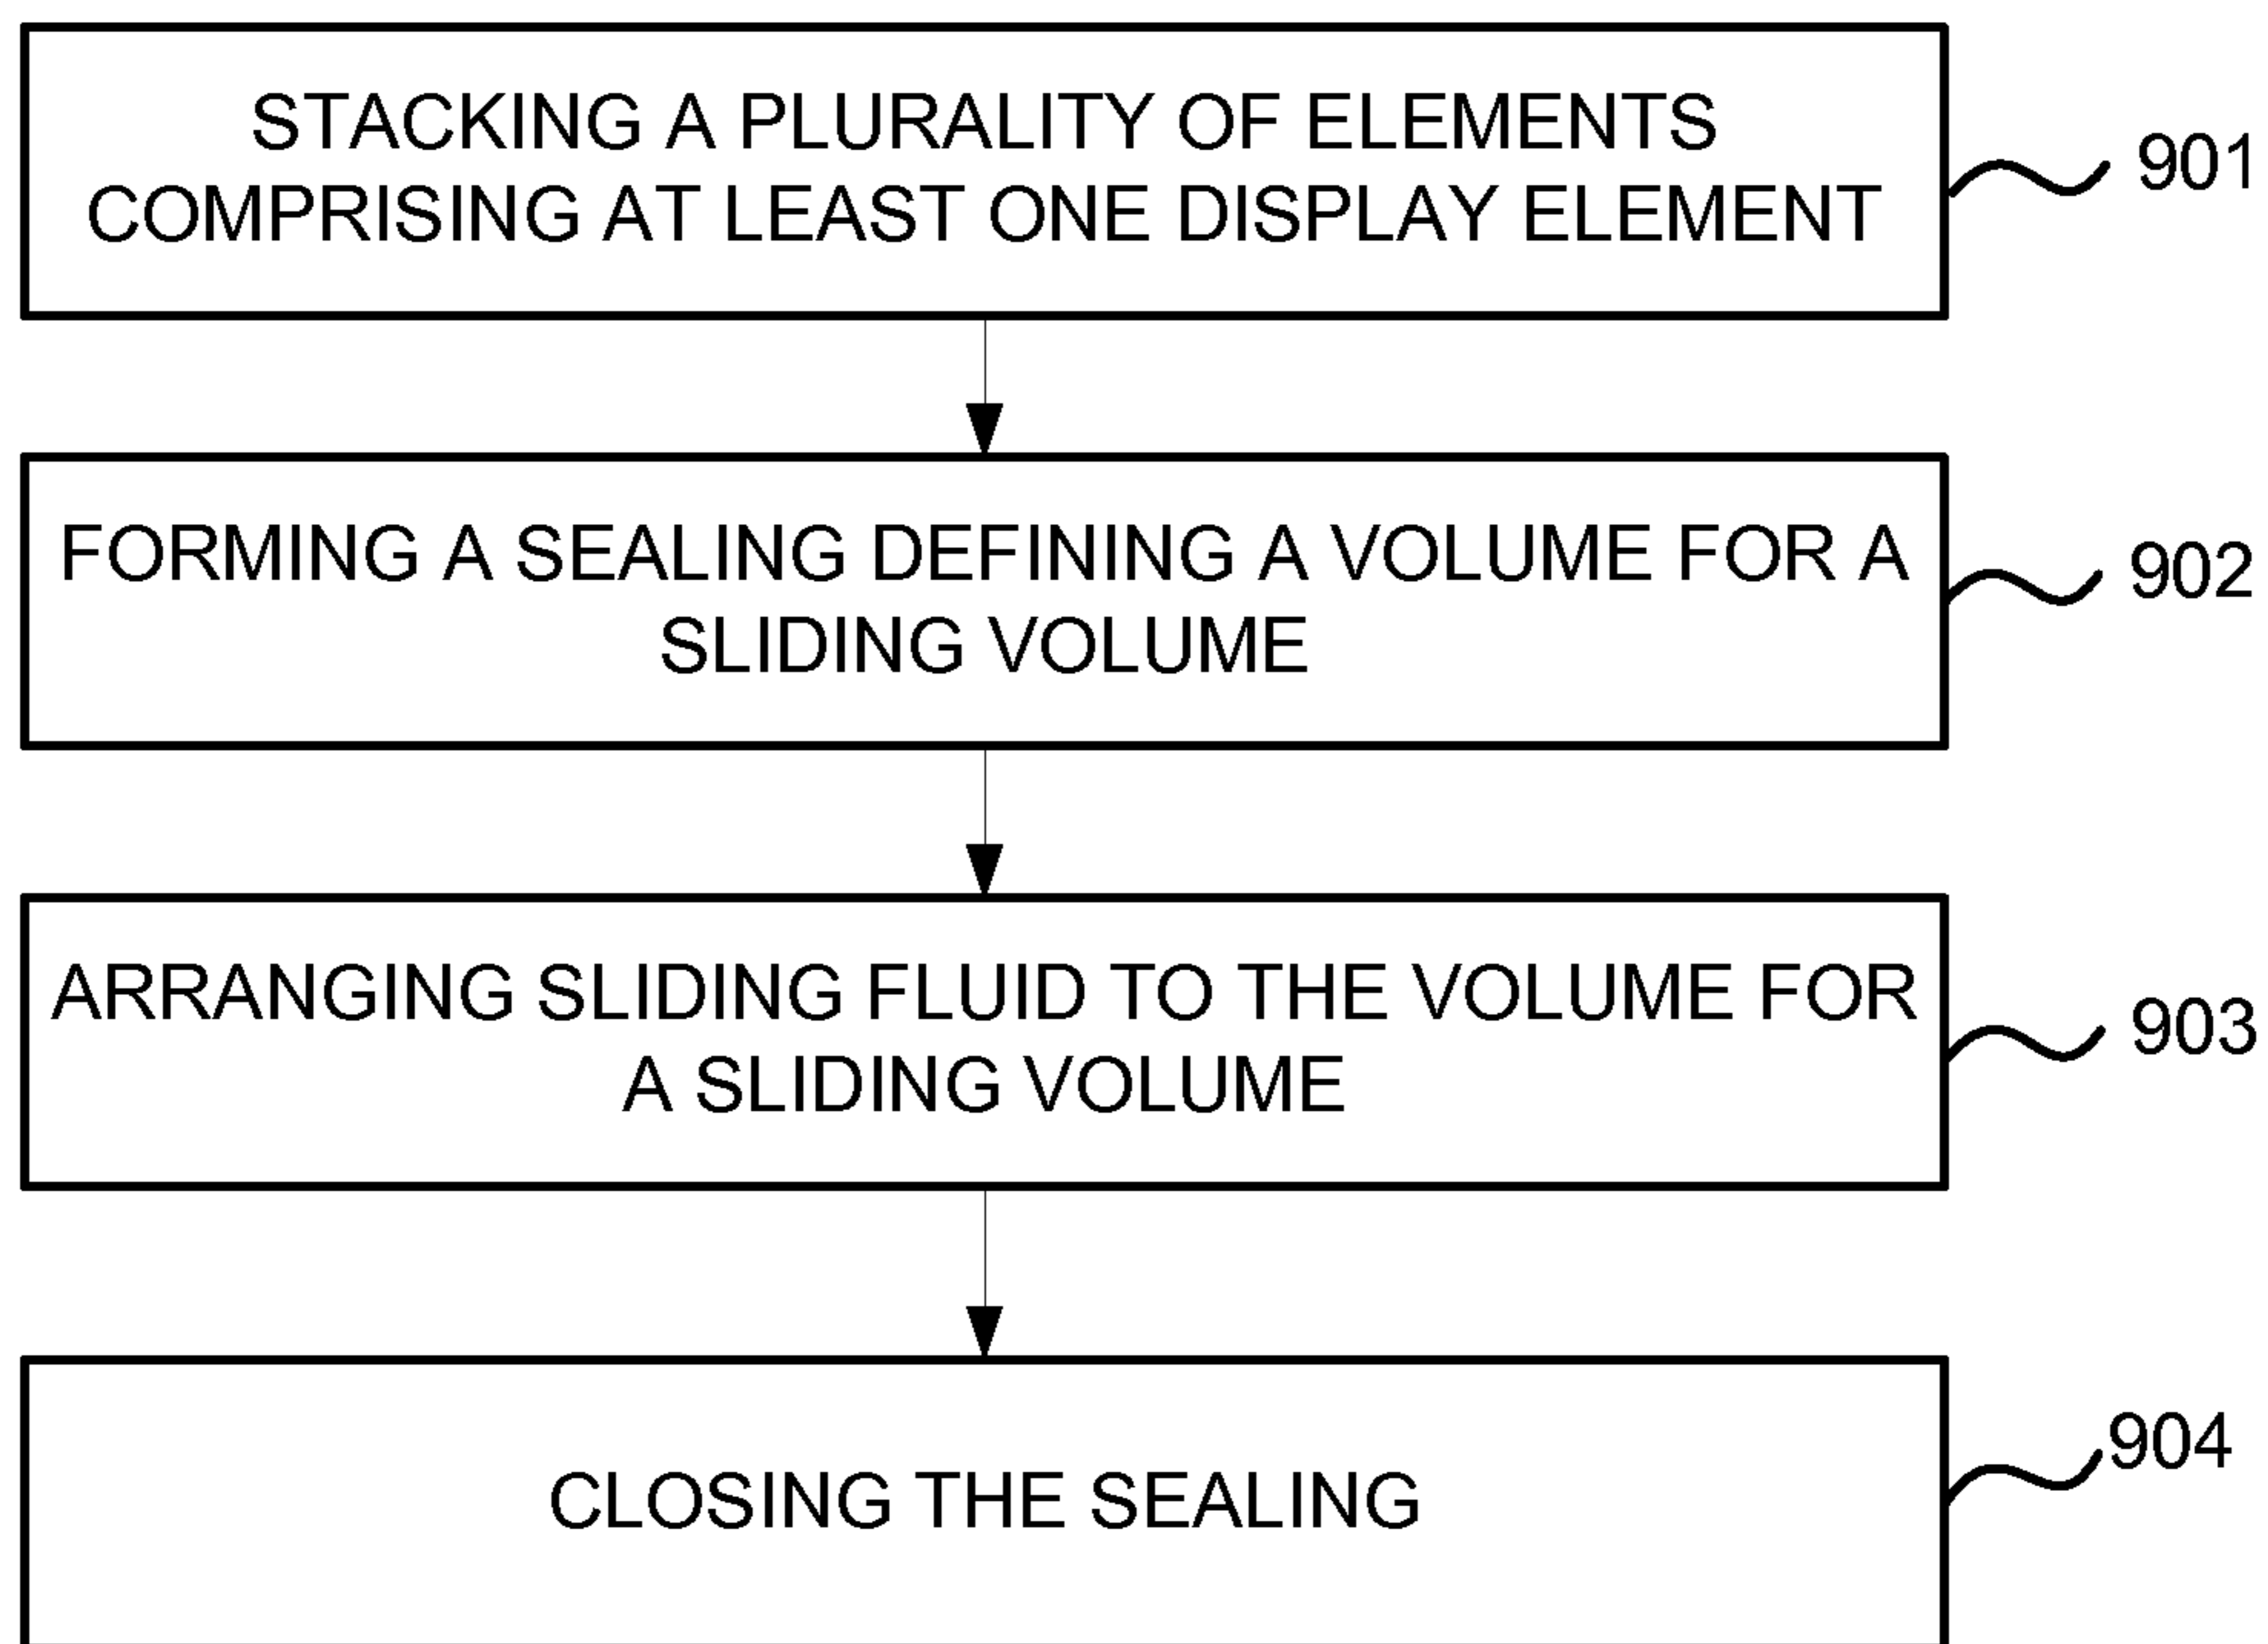 STACKING A PLURALITY OF ELEMENTS
COMPRISING AT LEAST ONE DISPLAY ELEMENT
901
FORMING A SEALING DEFINING A VOLUME FOR A
SLIDING VOLUME
902
ARRANGING SLIDING FLUID TO THE VOLUME FOR
A SLIDING VOLUME
903
CLOSING THE SEALING
904